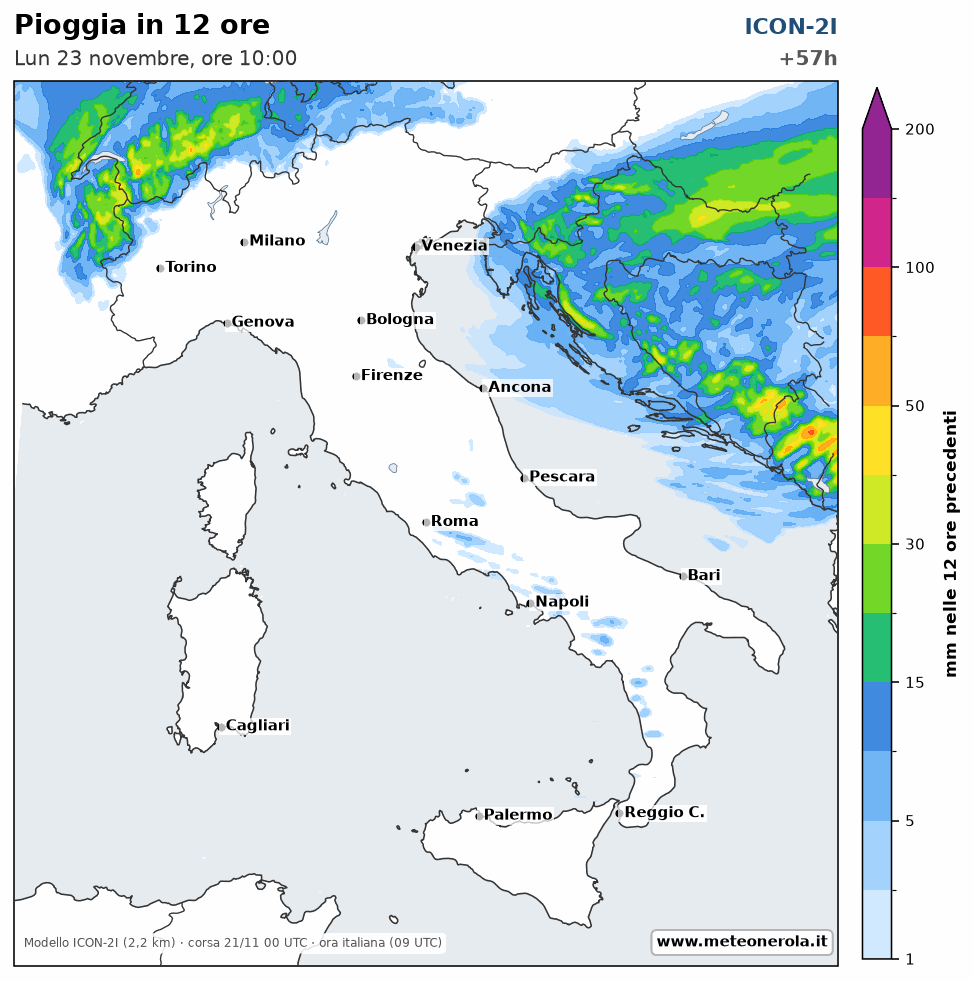 Pioggia in 12 ore
ICON-2I
Lun 23 novembre, ore 10:00
+57h
200
100
50
30
15
5
1
mm nelle 12 ore precedenti
Milano
Venezia
Torino
Genova
Bologna
Firenze
Ancona
Pescara
Roma
Bari
Napoli
Cagliari
Palermo
Reggio C.
Modello ICON-2I (2,2 km) · corsa 21/11 00 UTC · ora italiana (09 UTC)
www.meteonerola.it